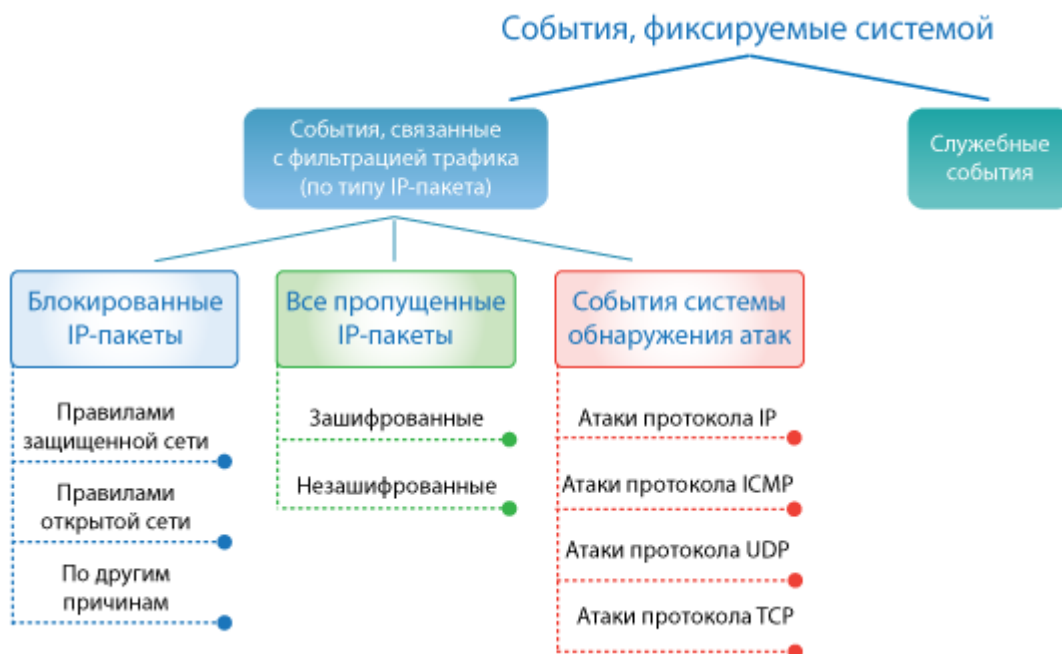 События, фиксируемые системой
События, связанные
с фильтрацией трафика
(по типу IP-пакета)
Служебные
события
Блокированные
IP-пакеты
Правилами
защищенной сети
Правилами
открытой сети
По другим
причинам
Все пропущенные
IP-пакеты
Зашифрованные
Незашифрованные
События системы
обнаружения атак
Атаки протокола IP
Атаки протокола ICMP
Атаки протокола UDP
Атаки протокола TCP